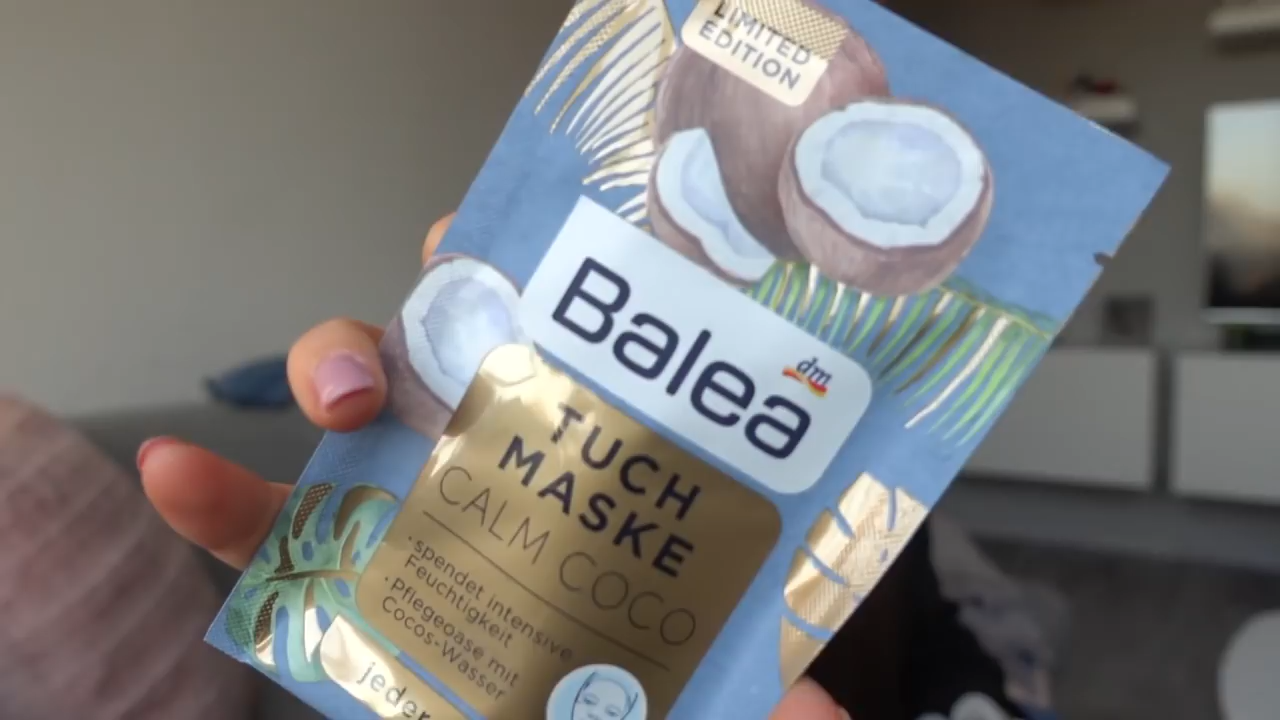 LIMITED
EDITION
Balea
dm
TUCH
MASKE
CALM COCO
· spendet intensive
Feuchtigkeit
· Pflegeoase mit
Cocos-Wasser
jeder